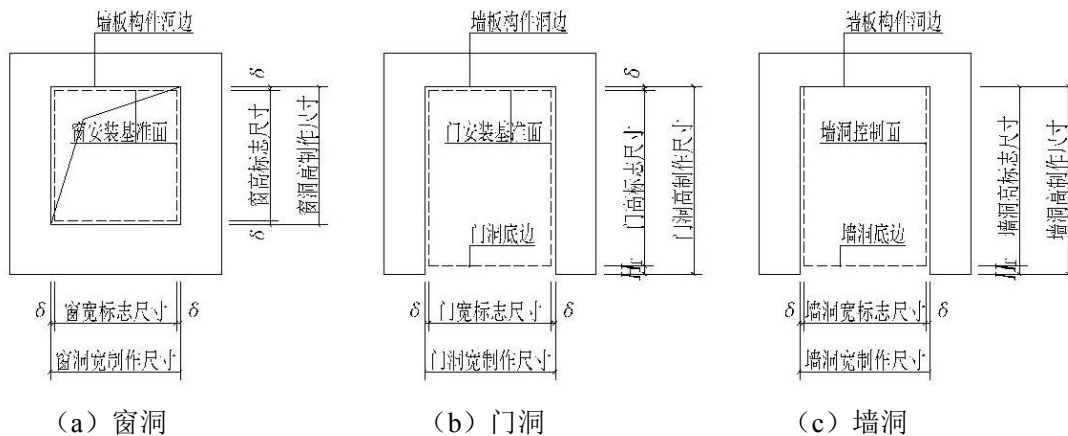 墙板构件洞边
δ
窗安装基准面
窗高标志尺寸
窗洞高制作尺寸
δ
δ
窗宽标志尺寸
δ
窗洞宽制作尺寸
(a)窗洞
墙板构件洞边
δ
门安装基准面
门高标志尺寸
门洞高制作尺寸
门洞底边
Hf
δ
门宽标志尺寸
δ
门洞宽制作尺寸
(b)门洞
墙板构件洞边
墙洞控制面
墙洞高标志尺寸
墙洞高制作尺寸
墙洞底边
Hf
δ
墙洞宽标志尺寸
δ
墙洞宽制作尺寸
(c)墙洞